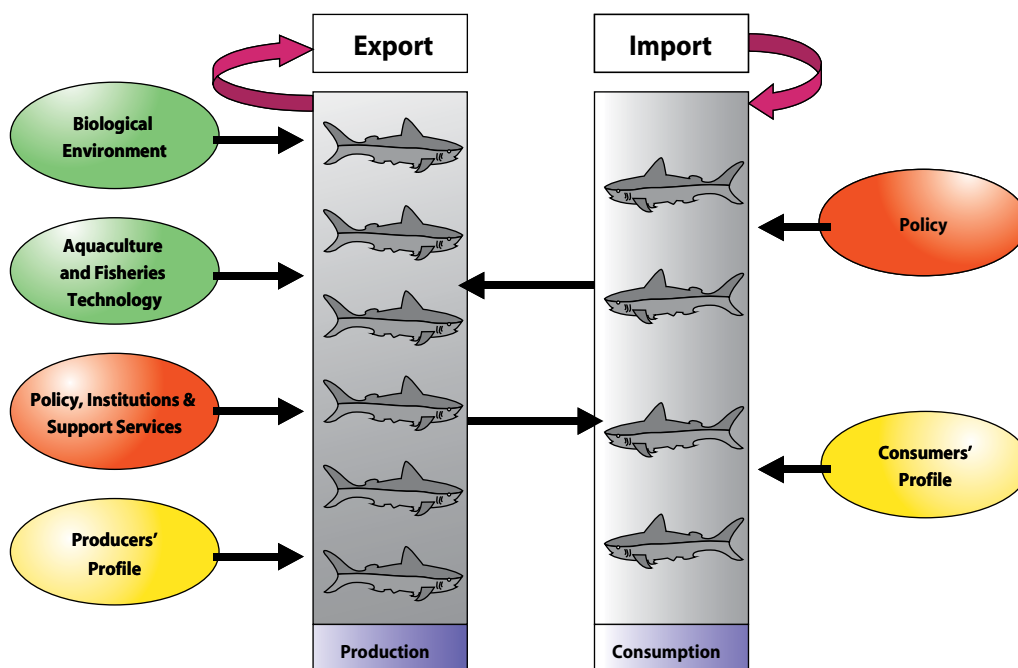 Export
Import
Biological
Environment
Aquaculture
and Fisheries
Technology
Policy, Institutions &
Support Services
Producers'
Profile
Policy
Consumers'
Profile
Production
Consumption